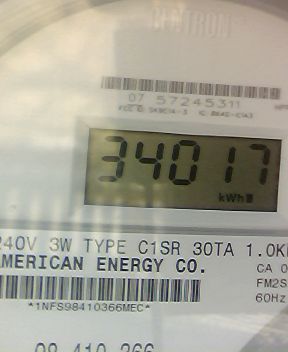 CENTRON
07 57245311
34017
kWh
240V 3W TYPE C1SR 30TA 1.0K
AMERICAN ENERGY CO.
CA 0
FM2S
60Hz
*1NFS98410366MEC*